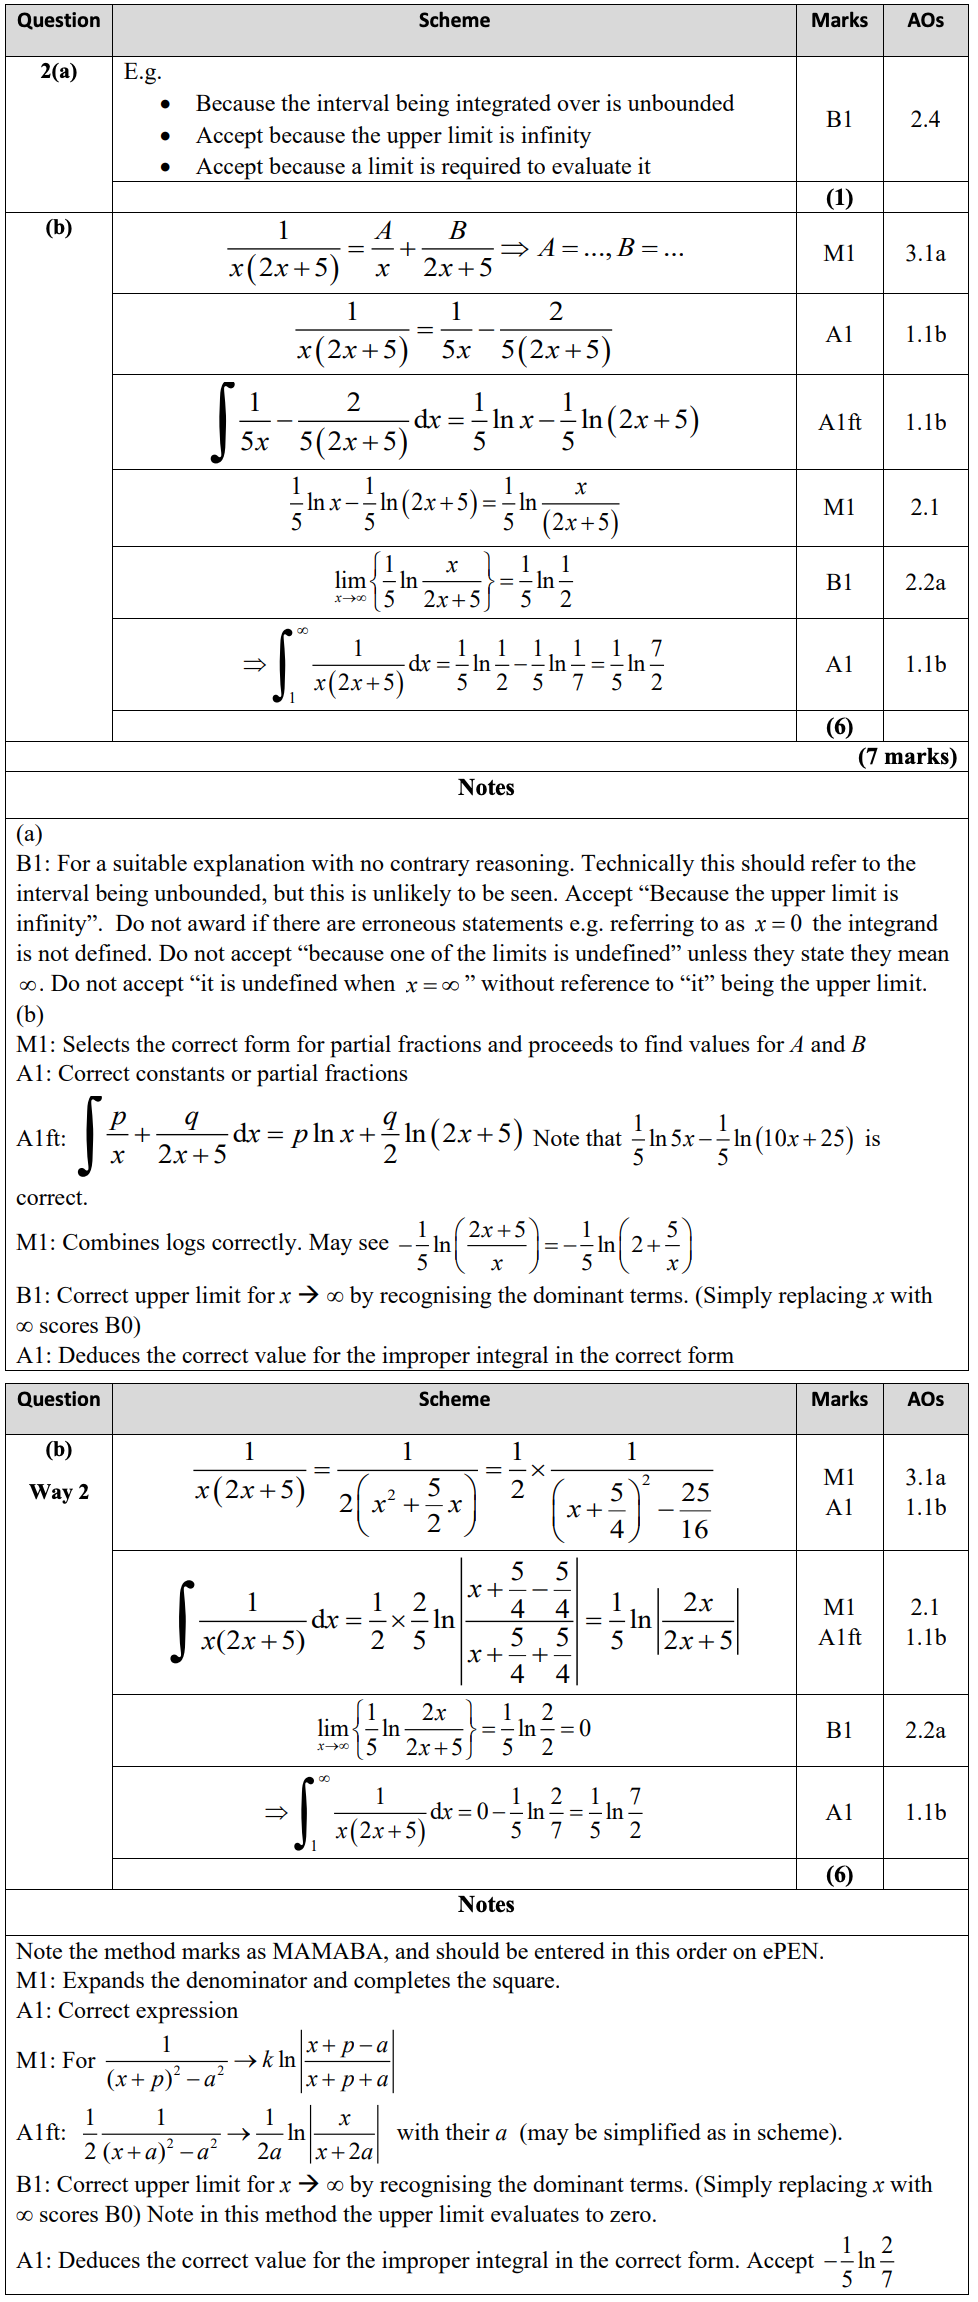 Question Scheme Marks AOs
2(a) E.g.
• Because the interval being integrated over is unbounded
• Accept because the upper limit is infinity
• Accept because a limit is required to evaluate it
B1 2.4
(1)
(b) $\frac{1}{x(2x+5)} = \frac{A}{x} + \frac{B}{2x+5} \Rightarrow A = ..., B = ...$ M1 3.1a
$\frac{1}{x(2x+5)} = \frac{1}{5x} - \frac{2}{5(2x+5)}$ A1 1.1b
$\int \frac{1}{5x} - \frac{2}{5(2x+5)} \mathrm{d}x = \frac{1}{5}\ln x - \frac{1}{5}\ln(2x+5)$ A1ft 1.1b
$\frac{1}{5}\ln x - \frac{1}{5}\ln(2x+5) = \frac{1}{5}\ln\frac{x}{(2x+5)}$ M1 2.1
$\lim_{x\to\infty}\left\{\frac{1}{5}\ln\frac{x}{2x+5}\right\} = \frac{1}{5}\ln\frac{1}{2}$ B1 2.2a
$\Rightarrow \int_1^\infty \frac{1}{x(2x+5)} \mathrm{d}x = \frac{1}{5}\ln\frac{1}{2} - \frac{1}{5}\ln\frac{1}{7} = \frac{1}{5}\ln\frac{7}{2}$ A1 1.1b
(6)
(7 marks)
Notes
(a)
B1: For a suitable explanation with no contrary reasoning. Technically this should refer to the
interval being unbounded, but this is unlikely to be seen. Accept “Because the upper limit is
infinity”. Do not award if there are erroneous statements e.g. referring to as $x = 0$ the integrand
is not defined. Do not accept “because one of the limits is undefined” unless they state they mean
∞. Do not accept “it is undefined when $x = \infty$ ” without reference to “it” being the upper limit.
(b)
M1: Selects the correct form for partial fractions and proceeds to find values for A and B
A1: Correct constants or partial fractions
A1ft: $\int \frac{p}{x} + \frac{q}{2x+5} \mathrm{d}x = p\ln x + \frac{q}{2}\ln(2x+5)$ Note that $\frac{1}{5}\ln 5x - \frac{1}{5}\ln(10x+25)$ is
correct.
M1: Combines logs correctly. May see $-\frac{1}{5}\ln\left(\frac{2x+5}{x}\right) = -\frac{1}{5}\ln\left(2+\frac{5}{x}\right)$
B1: Correct upper limit for x → ∞ by recognising the dominant terms. (Simply replacing x with
∞ scores B0)
A1: Deduces the correct value for the improper integral in the correct form
Question Scheme Marks AOs
(b) Way 2 $\frac{1}{x(2x+5)} = \frac{1}{2\left(x^2+\frac{5}{2}x\right)} = \frac{1}{2} \times \frac{1}{\left(x+\frac{5}{4}\right)^2 - \frac{25}{16}}$ M1 A1 3.1a 1.1b
$\int \frac{1}{x(2x+5)} \mathrm{d}x = \frac{1}{2} \times \frac{2}{5}\ln\left|\frac{x+\frac{5}{4}-\frac{5}{4}}{x+\frac{5}{4}+\frac{5}{4}}\right| = \frac{1}{5}\ln\left|\frac{2x}{2x+5}\right|$ M1 A1ft 2.1 1.1b
$\lim_{x\to\infty}\left\{\frac{1}{5}\ln\frac{2x}{2x+5}\right\} = \frac{1}{5}\ln\frac{2}{2} = 0$ B1 2.2a
$\Rightarrow \int_1^\infty \frac{1}{x(2x+5)} \mathrm{d}x = 0 - \frac{1}{5}\ln\frac{2}{7} = \frac{1}{5}\ln\frac{7}{2}$ A1 1.1b
(6)
Notes
Note the method marks as MAMABA, and should be entered in this order on ePEN.
M1: Expands the denominator and completes the square.
A1: Correct expression
M1: For $\frac{1}{(x+p)^2-a^2} \to k\ln\left|\frac{x+p-a}{x+p+a}\right|$
A1ft: $\frac{1}{2}\frac{1}{(x+a)^2-a^2} \to \frac{1}{2a}\ln\left|\frac{x}{x+2a}\right|$ with their a (may be simplified as in scheme).
B1: Correct upper limit for x → ∞ by recognising the dominant terms. (Simply replacing x with
∞ scores B0) Note in this method the upper limit evaluates to zero.
A1: Deduces the correct value for the improper integral in the correct form. Accept $-\frac{1}{5}\ln\frac{2}{7}$